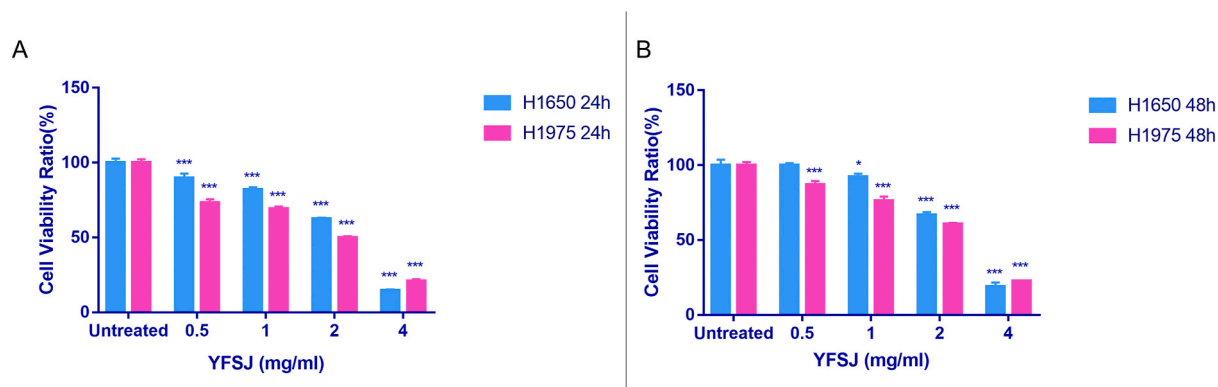 A
150
100
50
0
Cell Viability Ratio(%)
*** *** *** *** *** *** *** ***
Untreated 0.5 1 2 4
YFSJ (mg/ml)
H1650 24h
H1975 24h
B
150
100
50
0
Cell Viability Ratio(%)
*** * *** *** *** *** ***
Untreated 0.5 1 2 4
YFSJ (mg/ml)
H1650 48h
H1975 48h